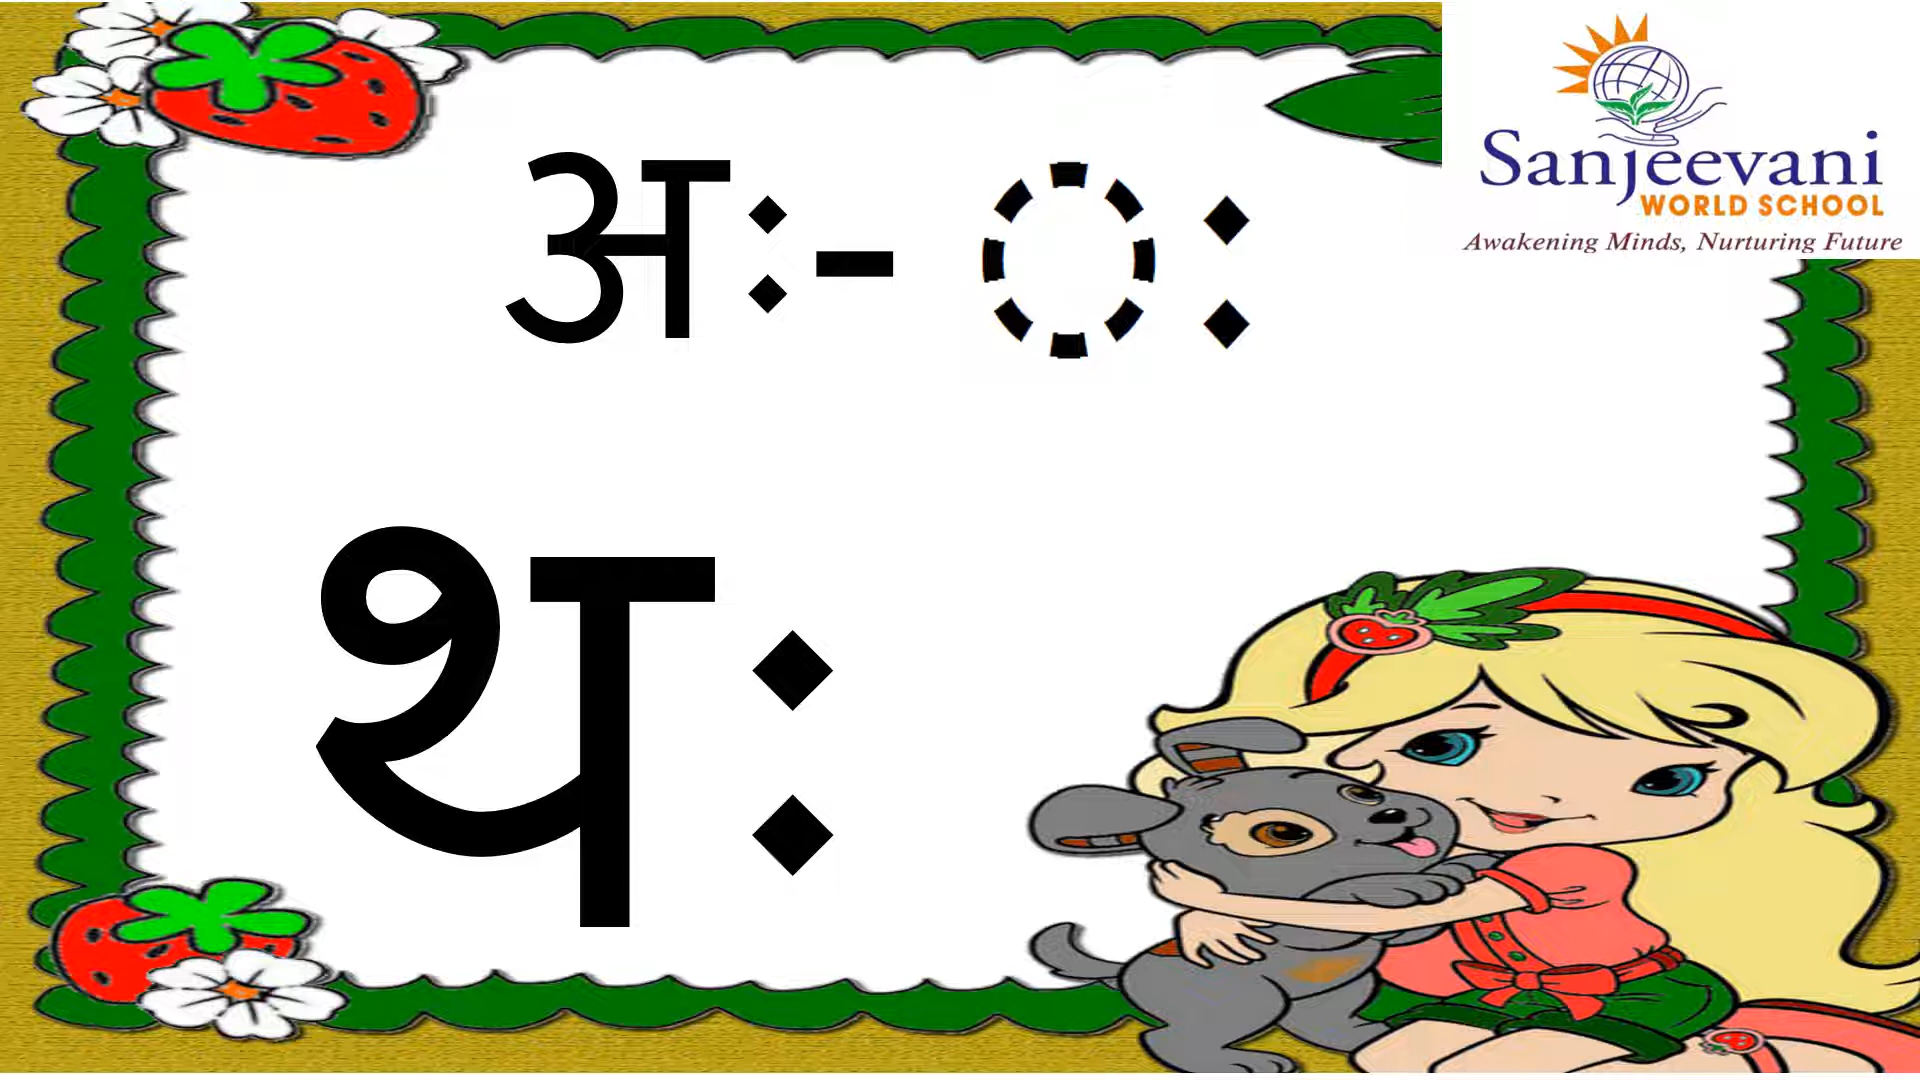 Sanjeevani
WORLD SCHOOL
Awakening Minds, Nurturing Future
अः- ः
थः